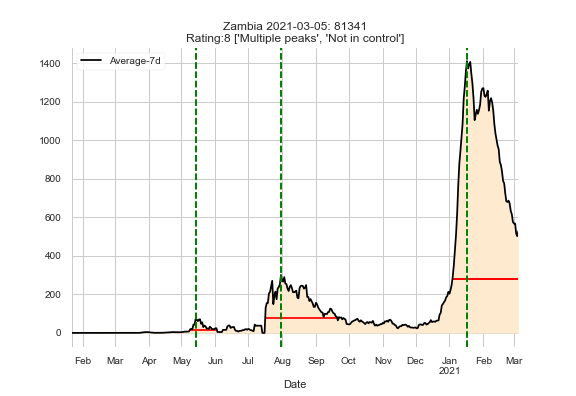 Zambia 2021-03-05: 81341
Rating:8 ['Multiple peaks', 'Not in control']
Average-7d
1400
1200
1000
800
600
400
200
0
Feb Mar Apr May Jun Jul Aug Sep Oct Nov Dec Jan Feb Mar
2021
Date